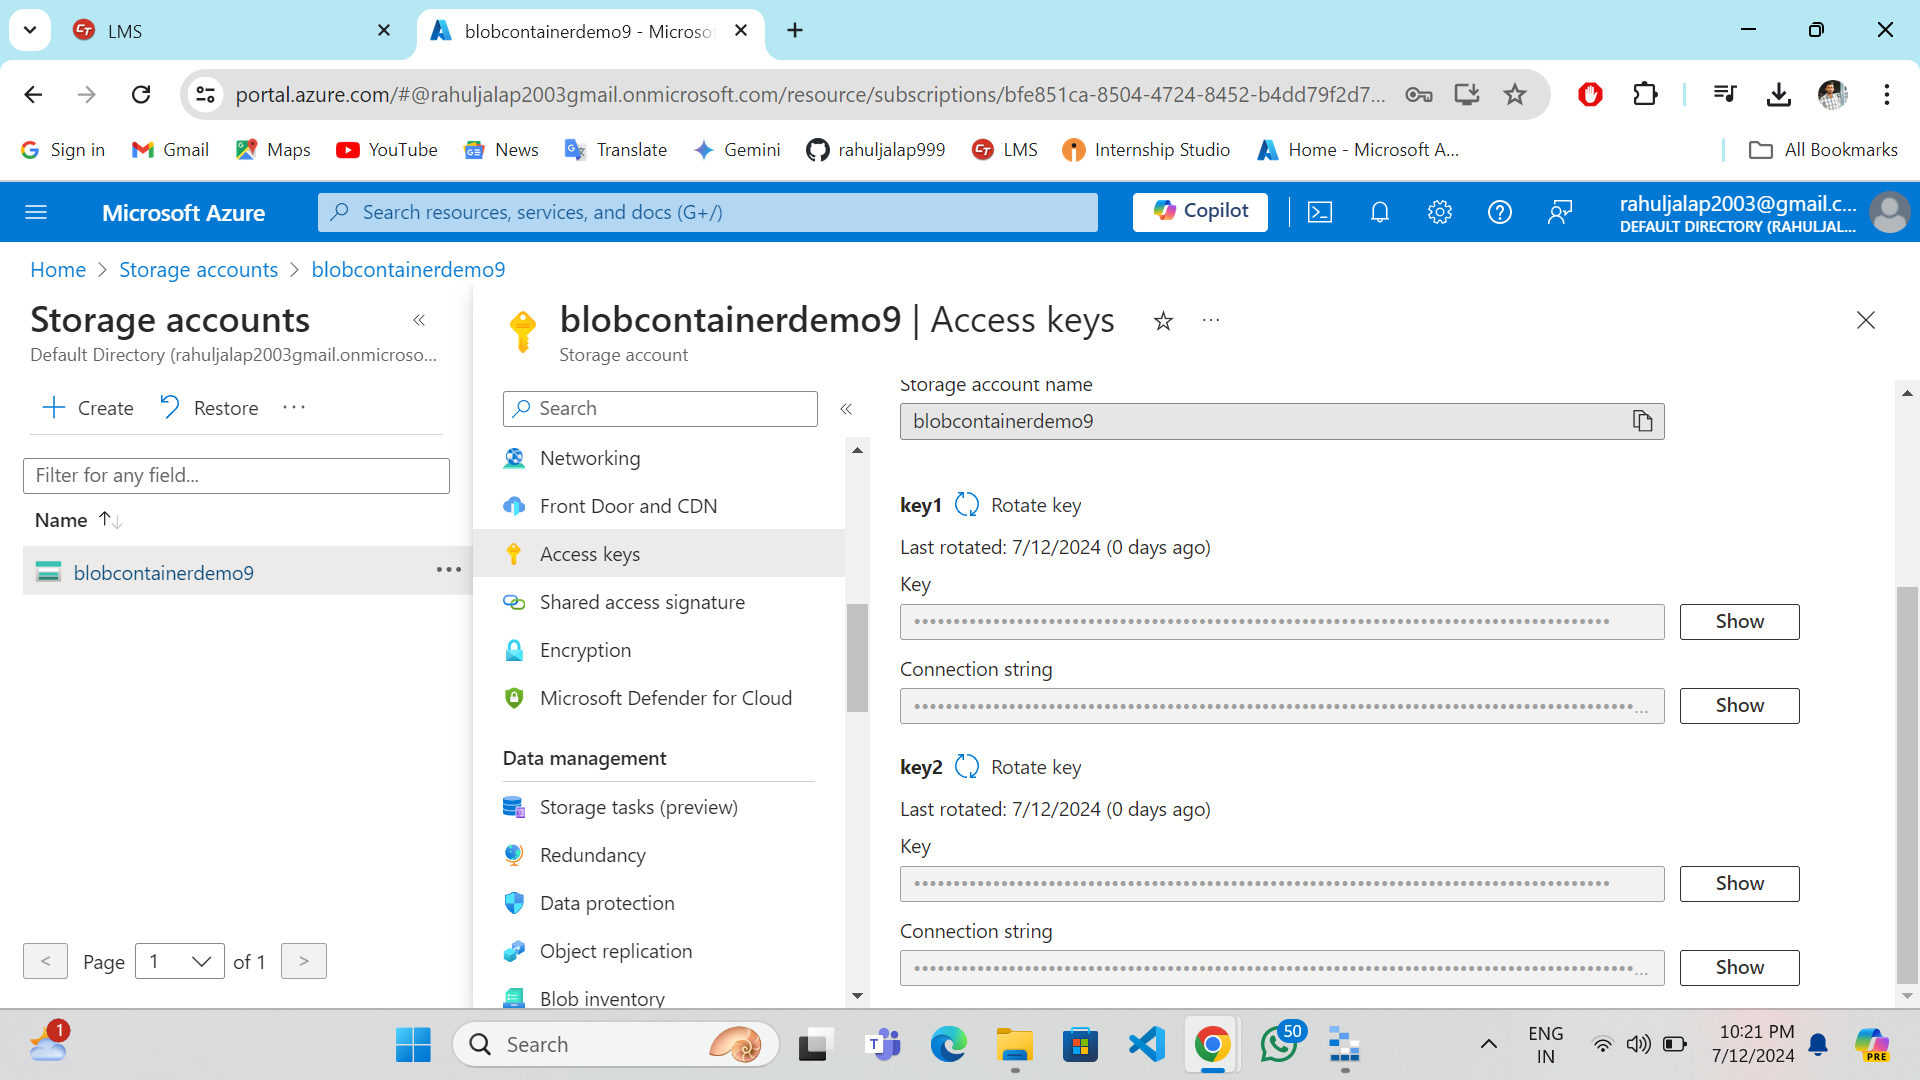 LMS
blobcontainerdemo9 - Microso
portal.azure.com/#@rahuljalap2003gmail.onmicrosoft.com/resource/subscriptions/bfe851ca-8504-4724-8452-b4dd79f2d7...
Sign in
Gmail
Maps
YouTube
News
Translate
Gemini
rahuljalap999
LMS
Internship Studio
Home - Microsoft A...
All Bookmarks
Microsoft Azure
Search resources, services, and docs (G+/)
Copilot
rahuljalap2003@gmail.c...
DEFAULT DIRECTORY (RAHULJAL...
Home
Storage accounts
blobcontainerdemo9
Storage accounts
Default Directory (rahuljalap2003gmail.onmicroso...
Create
Restore
Filter for any field...
Name
blobcontainerdemo9
< Page 1 of 1 >
blobcontainerdemo9 | Access keys
Storage account
Search
Networking
Front Door and CDN
Access keys
Shared access signature
Encryption
Microsoft Defender for Cloud
Data management
Storage tasks (preview)
Redundancy
Data protection
Object replication
Blob inventory
Storage account name
blobcontainerdemo9
key1 Rotate key
Last rotated: 7/12/2024 (0 days ago)
Key
Show
Connection string
Show
key2 Rotate key
Last rotated: 7/12/2024 (0 days ago)
Key
Show
Connection string
Show
1
Search
T
50
ENG
IN
10:21 PM
7/12/2024
PRE